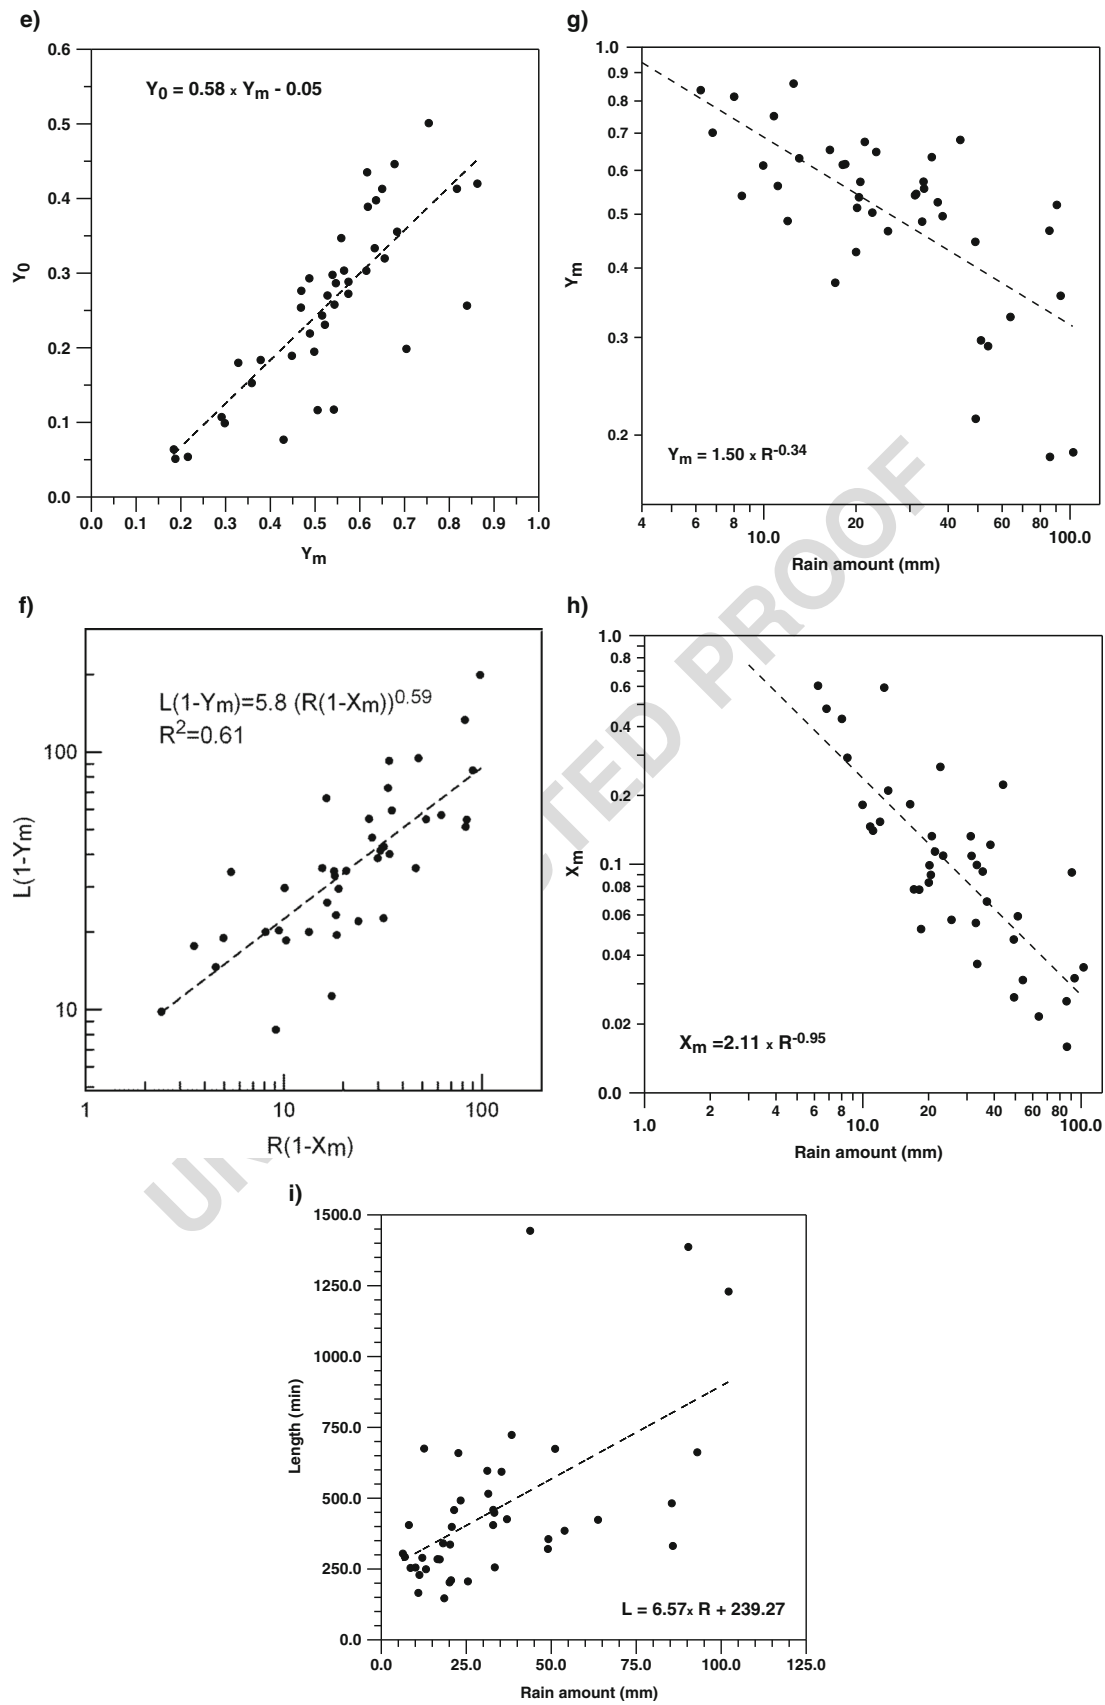 e)
0.6
0.5
0.4
0.3
0.2
0.1
0.0
Y0
Y0 = 0.58 x Ym - 0.05
0.0 0.1 0.2 0.3 0.4 0.5 0.6 0.7 0.8 0.9 1.0
Ym
g)
1.0
0.9
0.8
0.7
0.6
0.5
0.4
0.3
0.2
Ym
Ym = 1.50 x R-0.34
4 6 8 10.0 20 40 60 80 100.0
Rain amount (mm)
f)
100
10
L(1-Ym)
L(1-Ym)=5.8 (R(1-Xm))0.59
R2=0.61
1 10 100
R(1-Xm)
h)
1.0
0.8
0.6
0.4
0.2
0.1
0.08
0.06
0.04
0.02
0.0
Xm
Xm =2.11 x R-0.95
1.0 2 4 6 8 10.0 20 40 60 80 100.0
Rain amount (mm)
i)
1500.0
1250.0
1000.0
750.0
500.0
250.0
0.0
Length (min)
L = 6.57x R + 239.27
0.0 25.0 50.0 75.0 100.0 125.0
Rain amount (mm)
PROOF